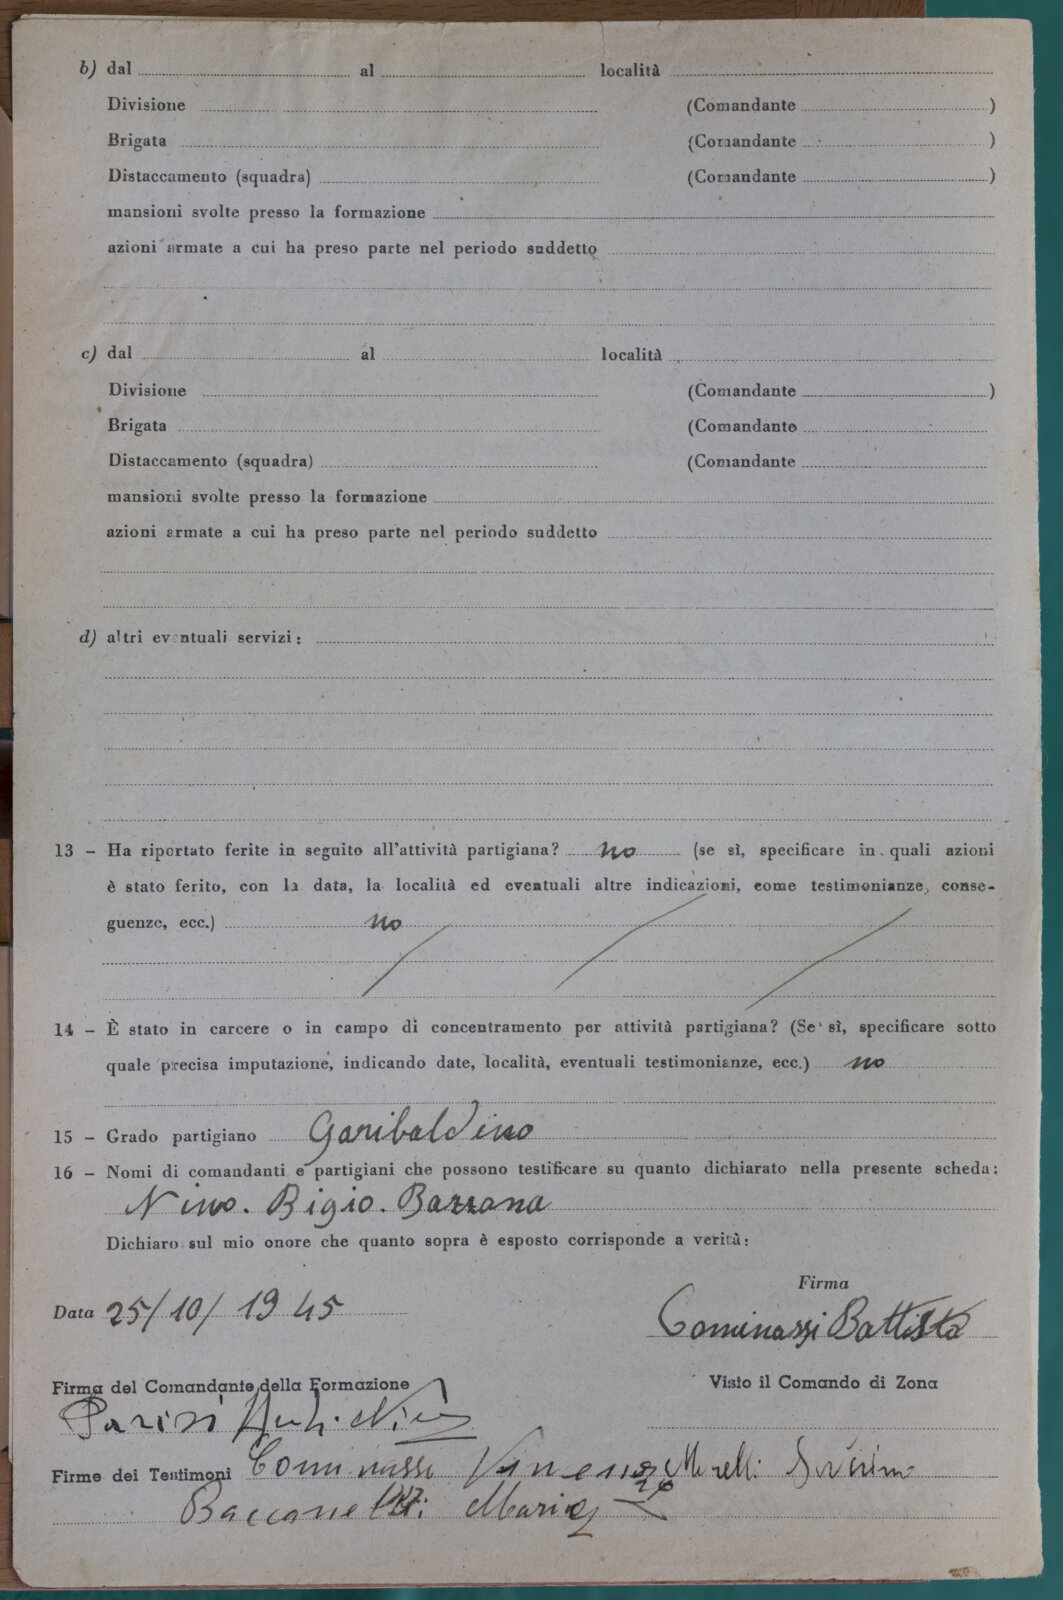 b) dal al località
Divisione (Comandante )
Brigata (Comandante )
Distaccamento (squadra) (Comandante )
mansioni svolte presso la formazione
azioni armate a cui ha preso parte nel periodo suddetto
c) dal al località
Divisione (Comandante )
Brigata (Comandante
Distaccamento (squadra) (Comandante
mansioni svolte presso la formazione
azioni armate a cui ha preso parte nel periodo suddetto
d) altri eventuali servizi:
13 - Ha riportato ferite in seguito all'attività partigiana? no (se sì, specificare in quali azioni
è stato ferito, con la data, la località ed eventuali altre indicazioni, come testimonianze, conse-
guenze, ecc.) no
14 - È stato in carcere o in campo di concentramento per attività partigiana? (Se sì, specificare sotto
quale precisa imputazione, indicando date, località, eventuali testimonianze, ecc.) no
15 - Grado partigiano Garibaldino
16 - Nomi di comandanti e partigiani che possono testificare su quanto dichiarato nella presente scheda:
Nino. Bigio. Bazzana
Dichiaro sul mio onore che quanto sopra è esposto corrisponde a verità:
Firma
Data 25/10/1945
Cominassi Battista
Firma del Comandante della Formazione Visto il Comando di Zona
Parisi
Firme dei Testimoni Cominassi Morelli
Baccanelli Maria